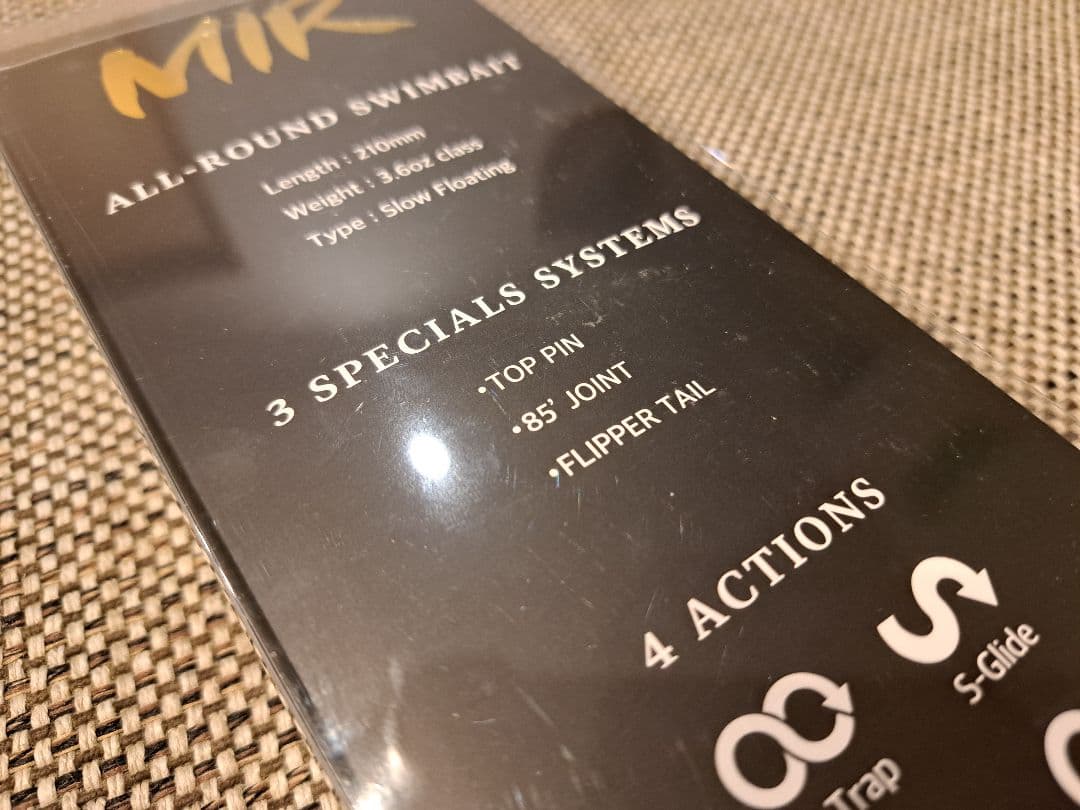 MIR
ALL-ROUND SWIMBAIT
Length : 210mm
Weight : 3.6oz class
Type : Slow Floating
3 SPECIALS SYSTEMS
•TOP PIN
•85' JOINT
•FLIPPER TAIL
4 ACTIONS
S-Glide
Trap